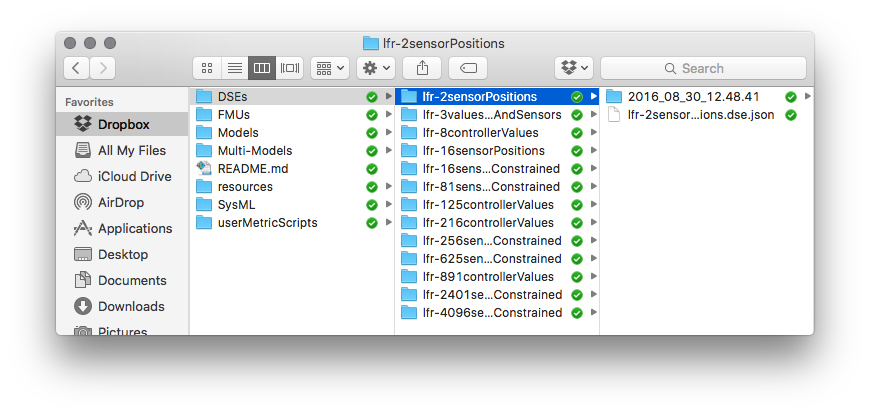 lfr-2sensorPositions
Search
Favorites
Dropbox
All My Files
iCloud Drive
AirDrop
Applications
Desktop
Documents
Downloads
Pictures
DSEs
FMUs
Models
Multi-Models
README.md
resources
SysML
userMetricScripts
lfr-2sensorPositions
lfr-3values...AndSensors
lfr-8controllerValues
lfr-16sensorPositions
lfr-16sens...Constrained
lfr-81sens...Constrained
lfr-125controllerValues
lfr-216controllerValues
lfr-256sen...Constrained
lfr-625sen...Constrained
lfr-891controllerValues
lfr-2401se...Constrained
lfr-4096se...Constrained
2016_08_30_12.48.41
lfr-2sensor...ions.dse.json